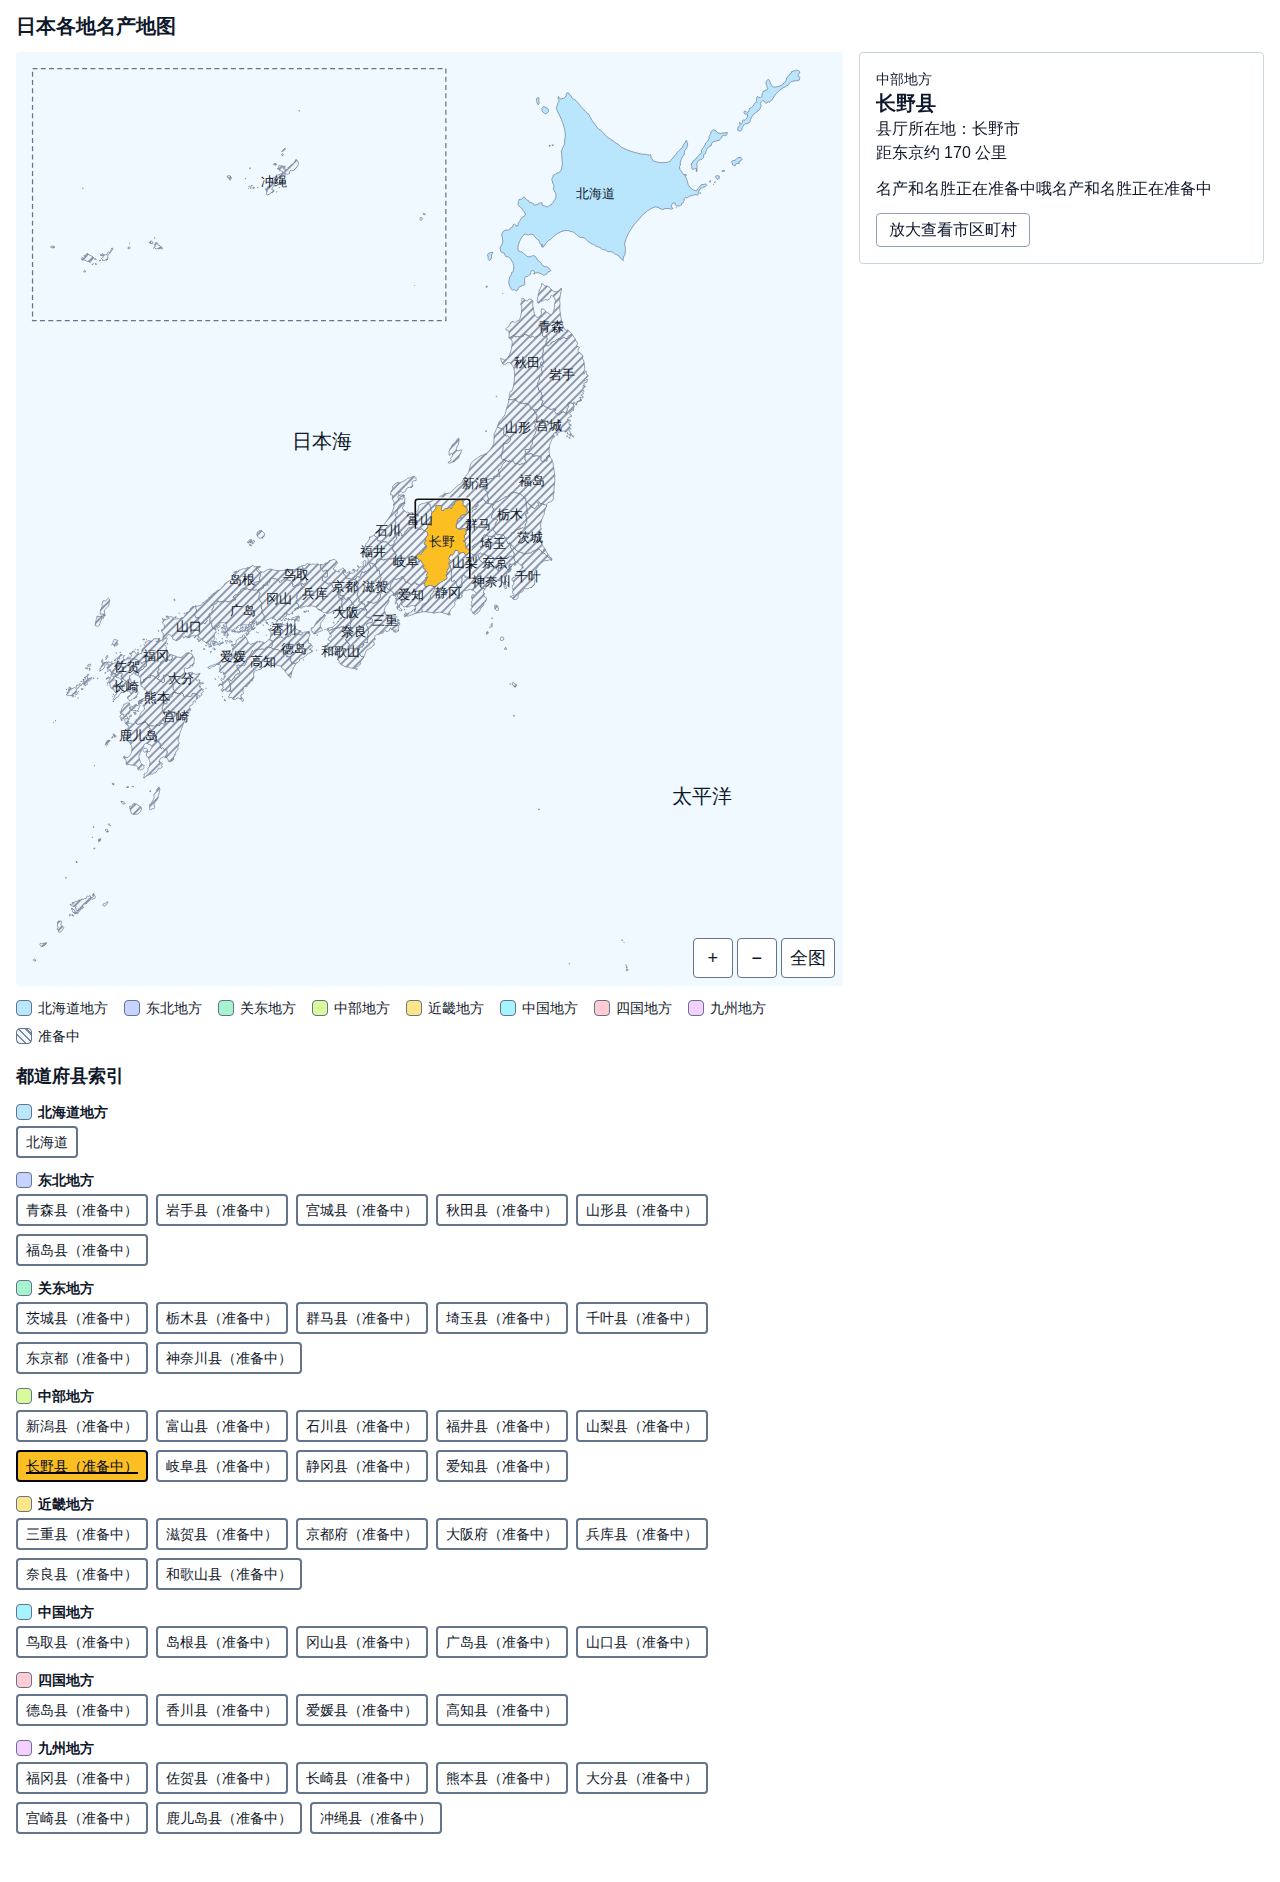 日本各地名产地图
中部地方
长野县
县厅所在地：长野市
距东京约 170 公里
名产和名胜正在准备中哦名产和名胜正在准备中
放大查看市区町村
冲绳
北海道
青森
秋田
岩手
山形
宫城
日本海
新潟
福岛
富山
石川
群马
栃木
长野
埼玉
茨城
福井
岐阜
山梨
东京
千叶
神奈川
岛根
鸟取
冈山
兵库
京都
滋贺
爱知
静冈
广岛
大阪
三重
山口
香川
奈良
德岛
和歌山
爱媛
高知
福冈
佐贺
大分
长崎
熊本
宫崎
鹿儿岛
太平洋
+
−
全图
北海道地方
东北地方
关东地方
中部地方
近畿地方
中国地方
四国地方
九州地方
准备中
都道府县索引
北海道地方
北海道
东北地方
青森县（准备中）
岩手县（准备中）
宫城县（准备中）
秋田县（准备中）
山形县（准备中）
福岛县（准备中）
关东地方
茨城县（准备中）
栃木县（准备中）
群马县（准备中）
埼玉县（准备中）
千叶县（准备中）
东京都（准备中）
神奈川县（准备中）
中部地方
新潟县（准备中）
富山县（准备中）
石川县（准备中）
福井县（准备中）
山梨县（准备中）
长野县（准备中）
岐阜县（准备中）
静冈县（准备中）
爱知县（准备中）
近畿地方
三重县（准备中）
滋贺县（准备中）
京都府（准备中）
大阪府（准备中）
兵库县（准备中）
奈良县（准备中）
和歌山县（准备中）
中国地方
鸟取县（准备中）
岛根县（准备中）
冈山县（准备中）
广岛县（准备中）
山口县（准备中）
四国地方
德岛县（准备中）
香川县（准备中）
爱媛县（准备中）
高知县（准备中）
九州地方
福冈县（准备中）
佐贺县（准备中）
长崎县（准备中）
熊本县（准备中）
大分县（准备中）
宫崎县（准备中）
鹿儿岛县（准备中）
冲绳县（准备中）